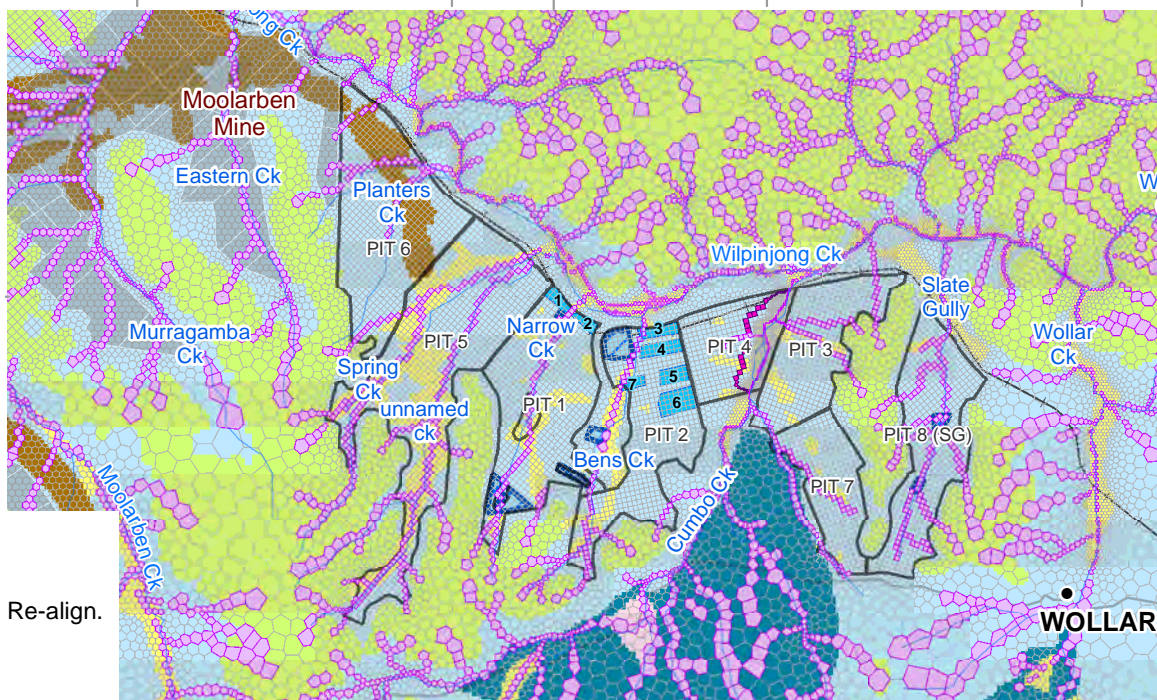 ong Ck
Moolarben
Mine
Eastern Ck
Planters
Ck
W
PIT 6
Wilpinjong Ck
Slate
Gully
1
2
3
4
5
6
7
Narrow
Ck
PIT 4
PIT 3
Wollar
Ck
Murragamba
Ck
PIT 5
Spring
Ck
unnamed
ck
PIT 1
PIT 2
PIT 8 (SG)
Bens Ck
PIT 7
Moolarben Ck
Cumbo Ck
Re-align.
WOLLAR